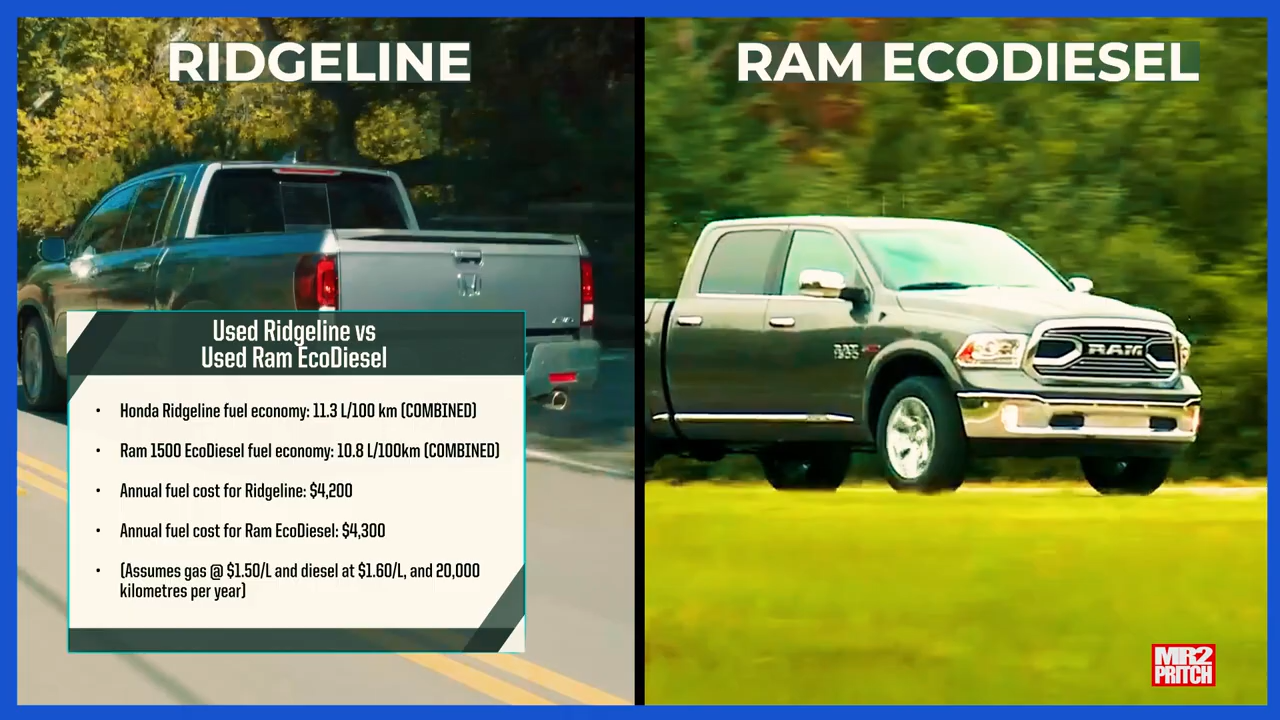 RIDGELINE
RAM ECODIESEL
Used Ridgeline vs
Used Ram EcoDiesel
• Honda Ridgeline fuel economy: 11.3 L/100 km (COMBINED)
• Ram 1500 EcoDiesel fuel economy: 10.8 L/100km (COMBINED)
• Annual fuel cost for Ridgeline: $4,200
• Annual fuel cost for Ram EcoDiesel: $4,300
• (Assumes gas @ $1.50/L and diesel at $1.60/L, and 20,000
kilometres per year)
RAM
MR2
PRITCH